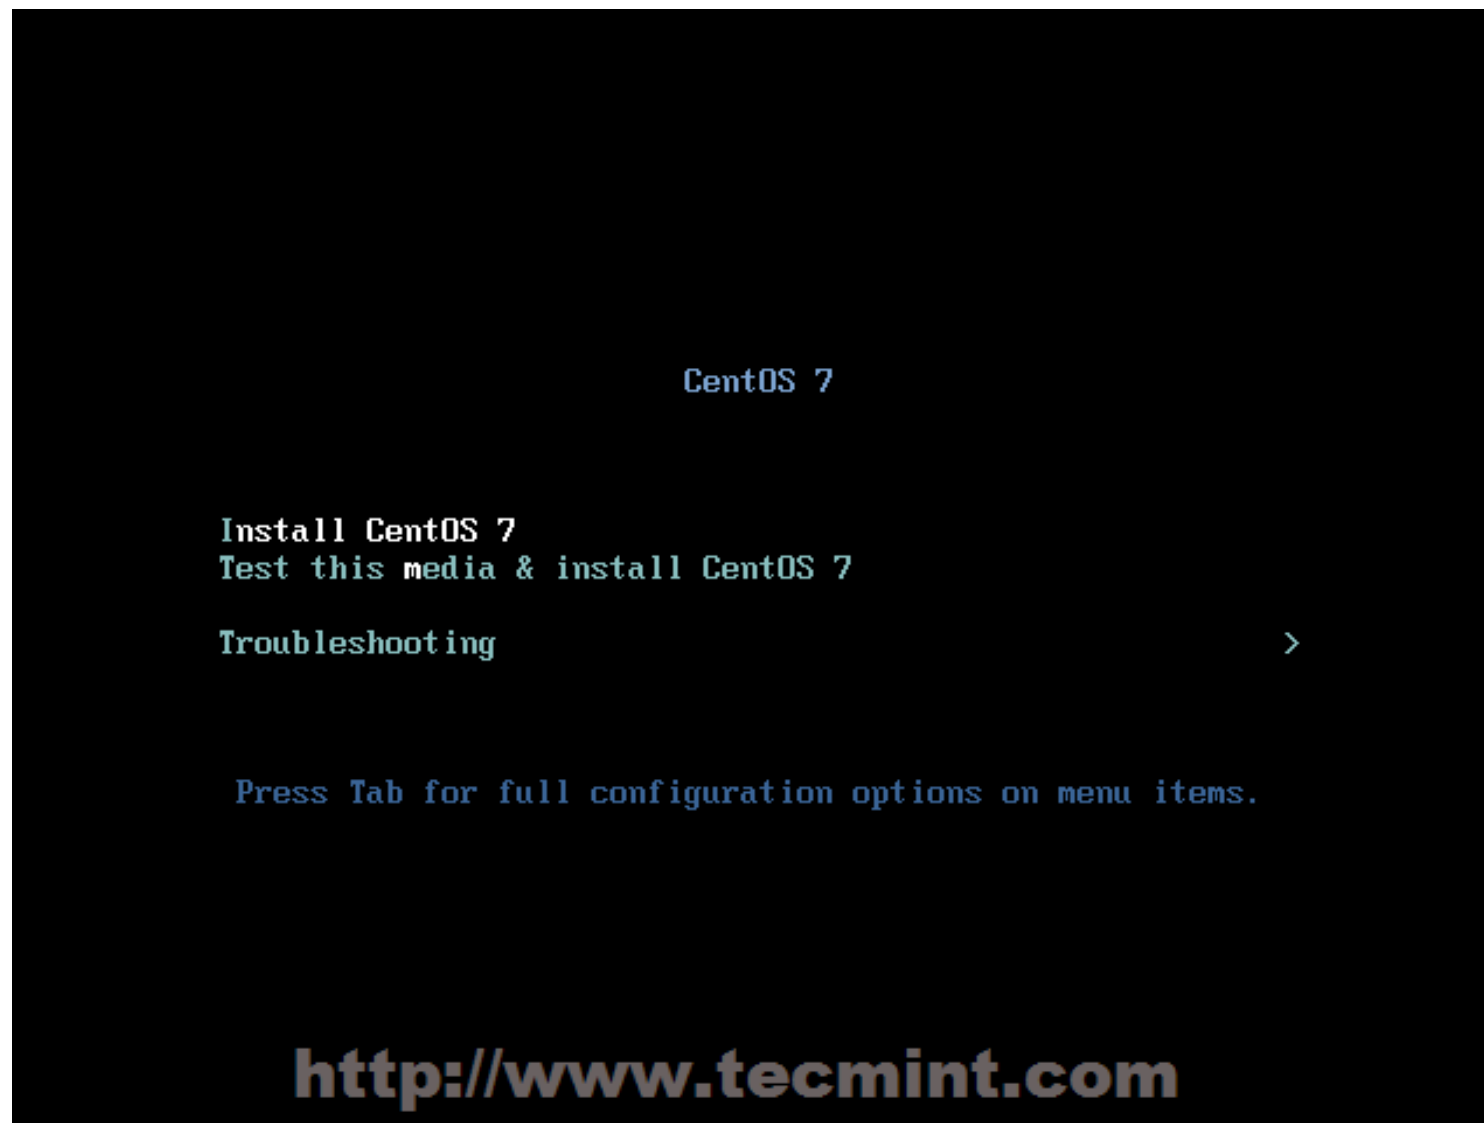 CentOS 7
Install CentOS 7
Test this media & install CentOS 7
Troubleshooting >
Press Tab for full configuration options on menu items.
http://www.tecmint.com